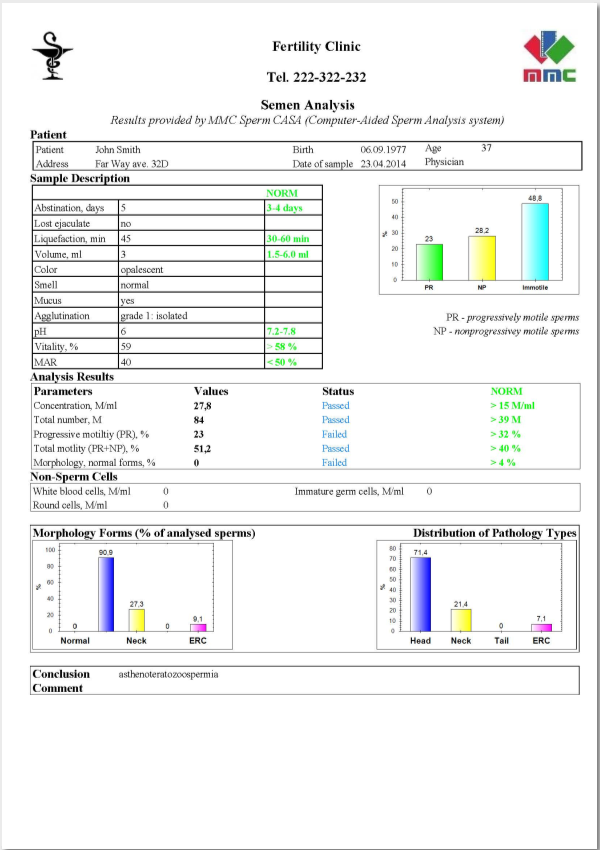 Fertility Clinic
Tel. 222-322-232
MMC
Semen Analysis
Results provided by MMC Sperm CASA (Computer-Aided Sperm Analysis system)
Patient
Patient John Smith Birth 06.09.1977 Age 37
Address Far Way ave. 32D Date of sample 23.04.2014 Physician
Sample Description
NORM
Abstination, days 5 3-4 days
Lost ejaculate no
Liquefaction, min 45 30-60 min
Volume, ml 3 1.5-6.0 ml
Color opalescent
Smell normal
Mucus yes
Agglutination grade 1: isolated
pH 6 7.2-7.8
Vitality, % 59 > 58 %
MAR 40 < 50 %
%
50
40
30
20
10
0
23 28,2 48,8
PR NP Immotile
PR - progressively motile sperms
NP - nonprogressivey motile sperms
Analysis Results
Parameters Values Status NORM
Concentration, M/ml 27,8 Passed > 15 M/ml
Total number, M 84 Passed > 39 M
Progressive motiltiy (PR), % 23 Failed > 32 %
Total motlity (PR+NP), % 51,2 Passed > 40 %
Morphology, normal forms, % 0 Failed > 4 %
Non-Sperm Cells
White blood cells, M/ml 0 Immature germ cells, M/ml 0
Round cells, M/ml 0
Morphology Forms (% of analysed sperms)
%
100
80
60
40
20
0
0 90,9 27,3 0 9,1
Normal Neck ERC
Distribution of Pathology Types
%
80
70
60
50
40
30
20
10
0
71,4 21,4 0 7,1
Head Neck Tail ERC
Conclusion asthenoteratozoospermia
Comment